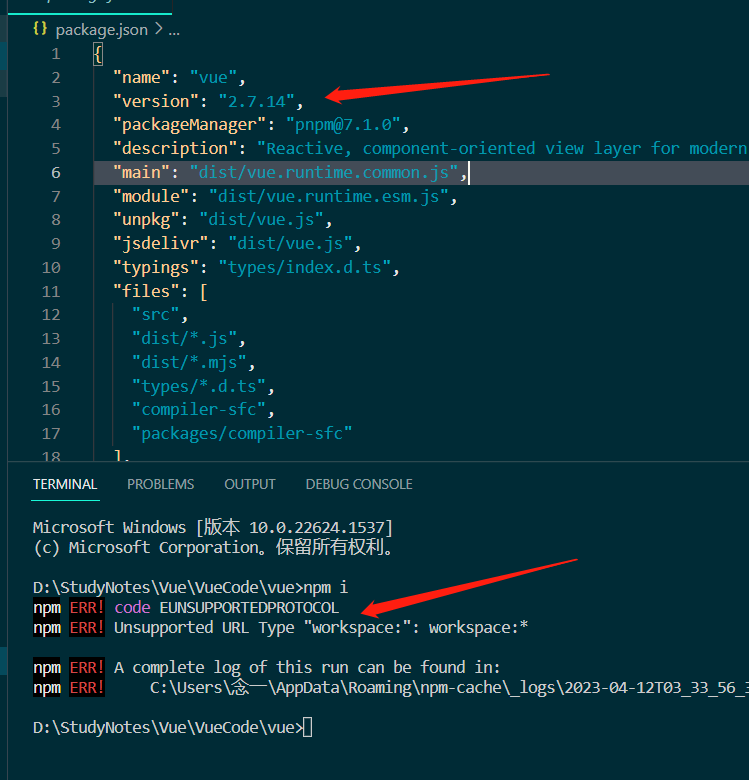 {} package.json > ...
1 {
2 "name": "vue",
3 "version": "2.7.14",
4 "packageManager": "pnpm@7.1.0",
5 "description": "Reactive, component-oriented view layer for modern
6 "main": "dist/vue.runtime.common.js",
7 "module": "dist/vue.runtime.esm.js",
8 "unpkg": "dist/vue.js",
9 "jsdelivr": "dist/vue.js",
10 "typings": "types/index.d.ts",
11 "files": [
12 "src",
13 "dist/*.js",
14 "dist/*.mjs",
15 "types/*.d.ts",
16 "compiler-sfc",
17 "packages/compiler-sfc"
18 ],
TERMINAL PROBLEMS OUTPUT DEBUG CONSOLE
Microsoft Windows [版本 10.0.22624.1537]
(c) Microsoft Corporation。保留所有权利。
D:\StudyNotes\Vue\VueCode\vue>npm i
npm ERR! code EUNSUPPORTEDPROTOCOL
npm ERR! Unsupported URL Type "workspace:": workspace:*
npm ERR! A complete log of this run can be found in:
npm ERR! C:\Users\念一\AppData\Roaming\npm-cache\_logs\2023-04-12T03_33_56_
D:\StudyNotes\Vue\VueCode\vue>